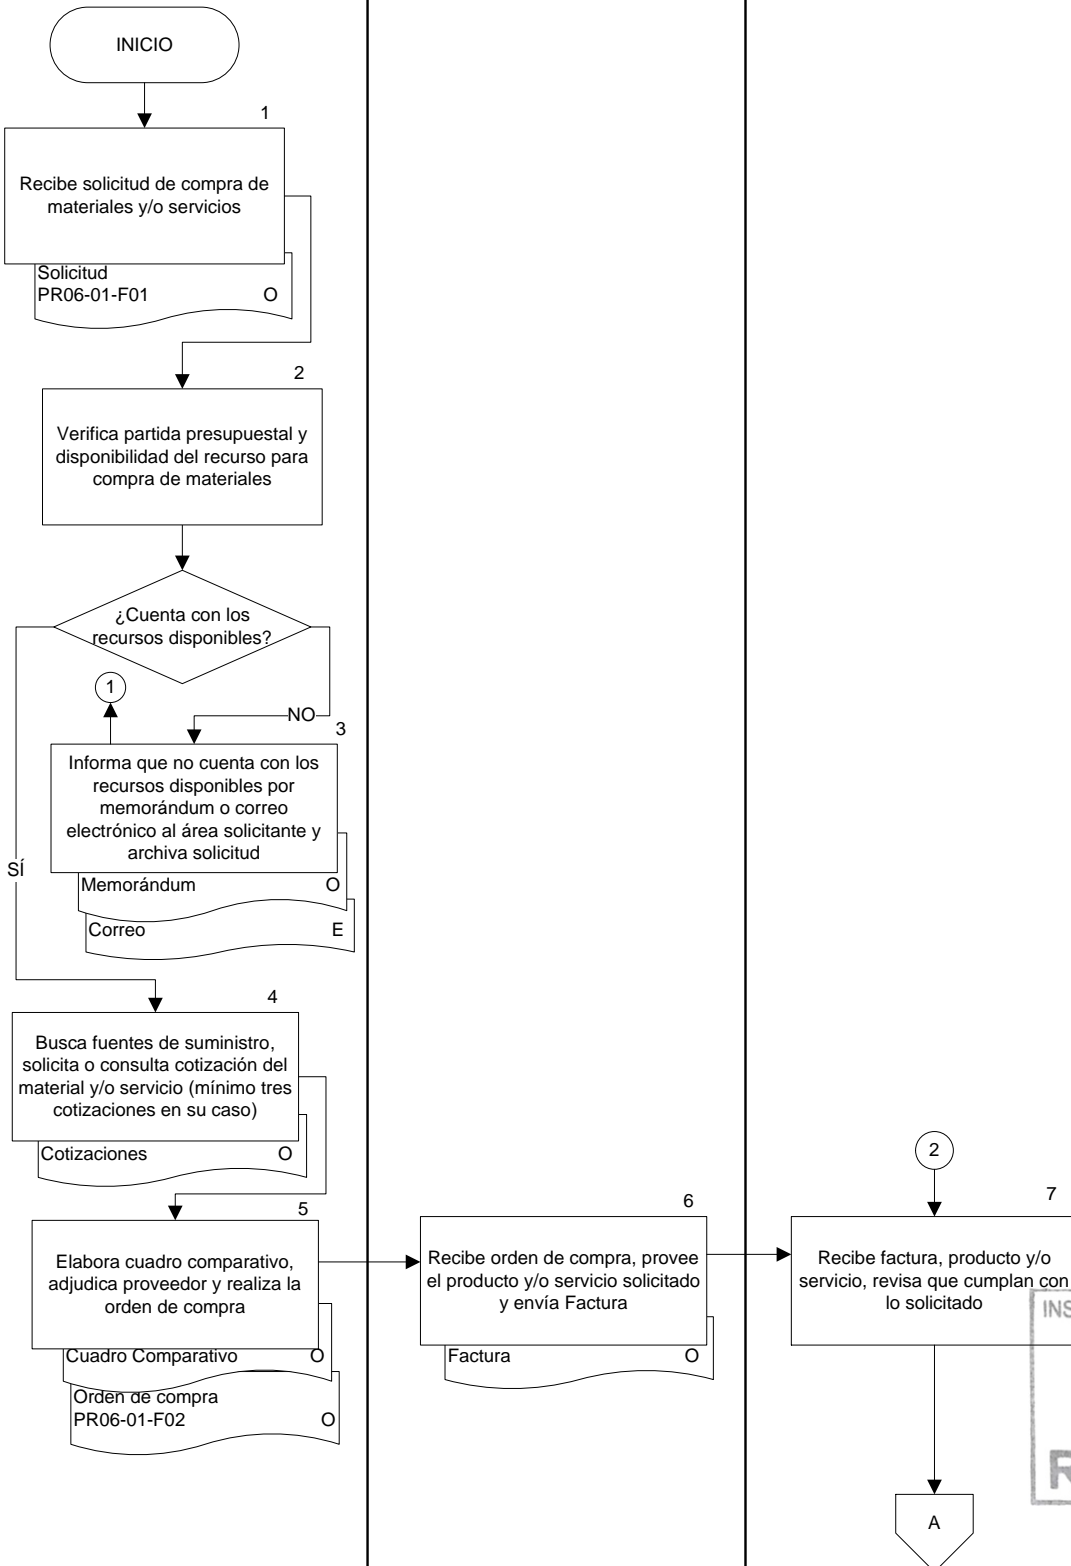 INICIO
1
Recibe solicitud de compra de
materiales y/o servicios
Solicitud
PR06-01-F01 O
2
Verifica partida presupuestal y
disponibilidad del recurso para
compra de materiales
¿Cuenta con los
recursos disponibles?
1
NO
3
Informa que no cuenta con los
recursos disponibles por
memorándum o correo
electrónico al área solicitante y
archiva solicitud
SÍ
Memorándum O
Correo E
4
Busca fuentes de suministro,
solicita o consulta cotización del
material y/o servicio (mínimo tres
cotizaciones en su caso)
Cotizaciones O
5
Elabora cuadro comparativo,
adjudica proveedor y realiza la
orden de compra
Cuadro Comparativo O
Orden de compra
PR06-01-F02 O
6
Recibe orden de compra, provee
el producto y/o servicio solicitado
y envía Factura
Factura O
2
7
Recibe factura, producto y/o
servicio, revisa que cumplan con
lo solicitado
INS
R
A